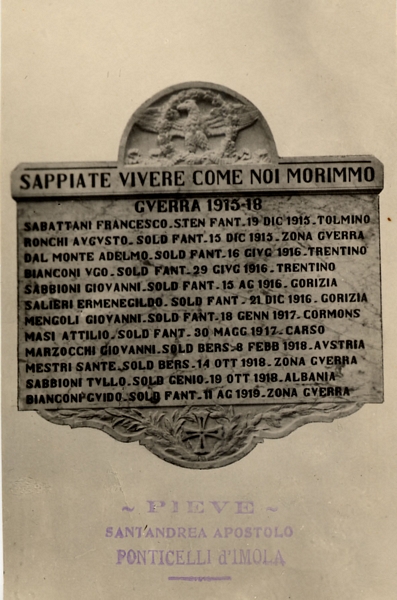 SAPPIATE VIVERE COME NOI MORIMMO
GVERRA 1915-18
SABATTANI FRANCESCO. S.TEN FANT. 19 DIC 1915. TOLMINO
RONCHI AVGVSTO. SOLD FANT. 15 DIC 1915. ZONA GVERRA
DAL MONTE ADELMO. SOLD FANT. 16 GIVG 1916. TRENTINO
BIANCONI VGO. SOLD FANT. 29 GIVG 1916. TRENTINO
SABBIONI GIOVANNI. SOLD FANT. 15 AG 1916. GORIZIA
SALIERI ERMENEGILDO. SOLD FANT. 21 DIC 1916. GORIZIA
MENGOLI GIOVANNI. SOLD FANT. 18 GENN 1917. CORMONS
MASI ATTILIO. SOLD FANT. 30 MAGG 1917. CARSO
MARZOCCHI GIOVANNI. SOLD BERS. 8 FEBB 1918. AVSTRIA
MESTRI SANTE. SOLD BERS. 14 OTT 1918. ZONA GVERRA
SABBIONI TVLLO. SOLD GENIO. 19 OTT 1918. ALBANIA
BIANCONI GVIDO. SOLD FANT. 11 AG 1919. ZONA GVERRA
~ PIEVE ~
SANT'ANDREA APOSTOLO
PONTICELLI d'IMOLA